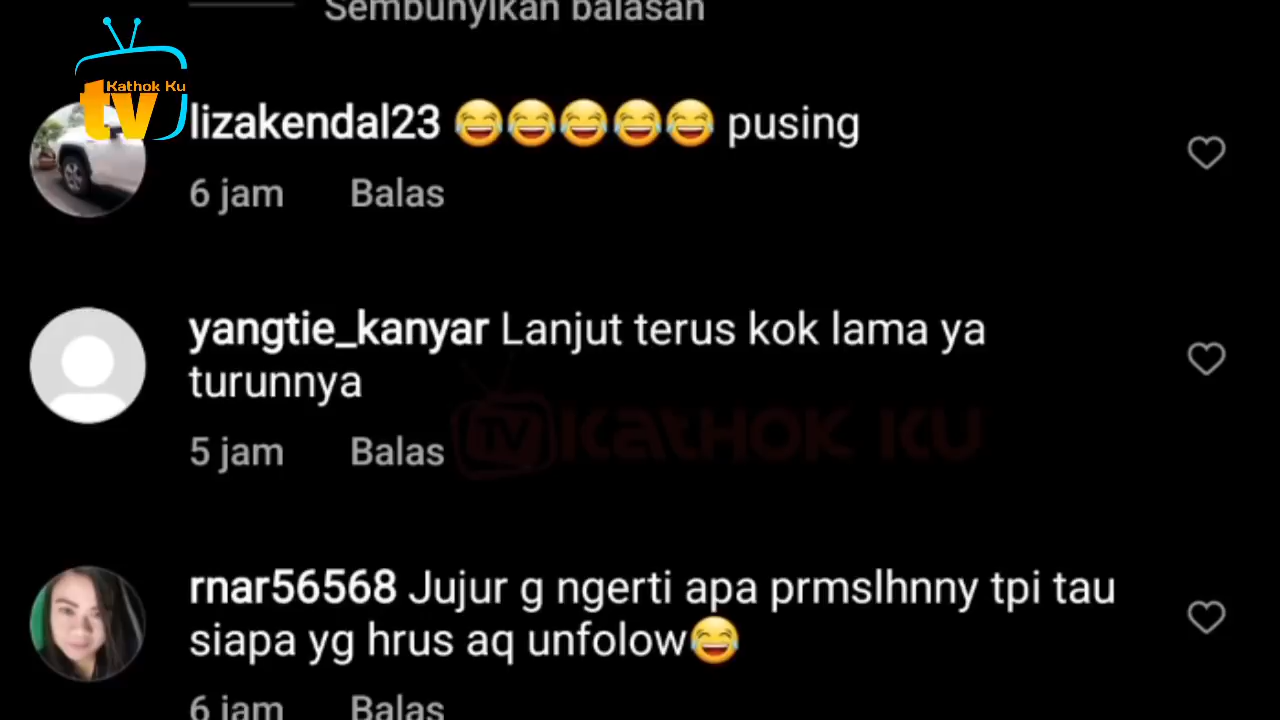 Sembunyikan balasan
Kathok Ku
tv
lizakendal23 😂😂😂😂😂 pusing
6 jam Balas
yangtie_kanyar Lanjut terus kok lama ya
turunnya
5 jam Balas
TV KATHOK KU
rnar56568 Jujur g ngerti apa prmslhnny tpi tau
siapa yg hrus aq unfolow😂
6 jam Balas